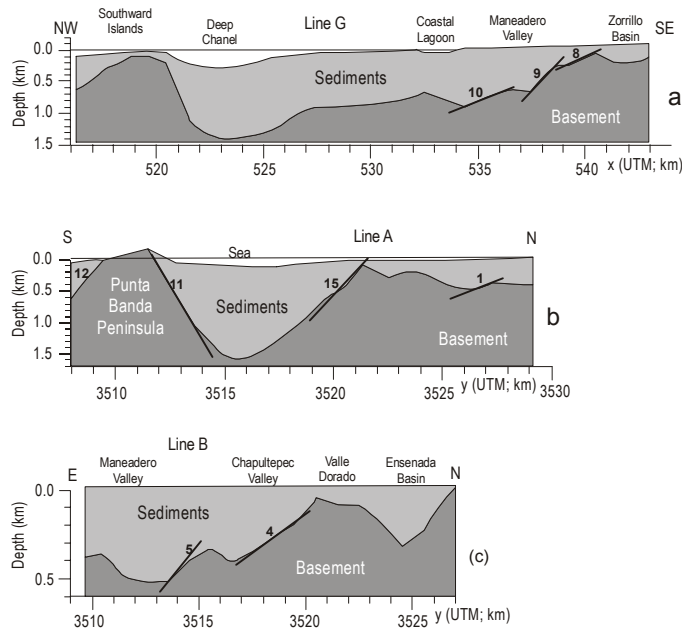 Line G
NW
Southward
Islands
Deep
Chanel
Coastal
Lagoon
Maneadero
Valley
Zorrillo
Basin
SE
Depth (km)
0.0
0.5
1.0
1.5
Sediments
Basement
10
9
8
a
520
525
530
535
540
x (UTM; km)
Line A
S
N
Sea
Depth (km)
0.0
0.5
1.0
1.5
12
Punta
Banda
Peninsula
11
Sediments
15
1
Basement
b
3510
3515
3520
3525
3530
y (UTM; km)
Line B
E
Maneadero
Valley
Chapultepec
Valley
Valle
Dorado
Ensenada
Basin
N
Depth (km)
0.0
0.5
Sediments
5
4
Basement
(c)
3510
3515
3520
3525
y (UTM; km)